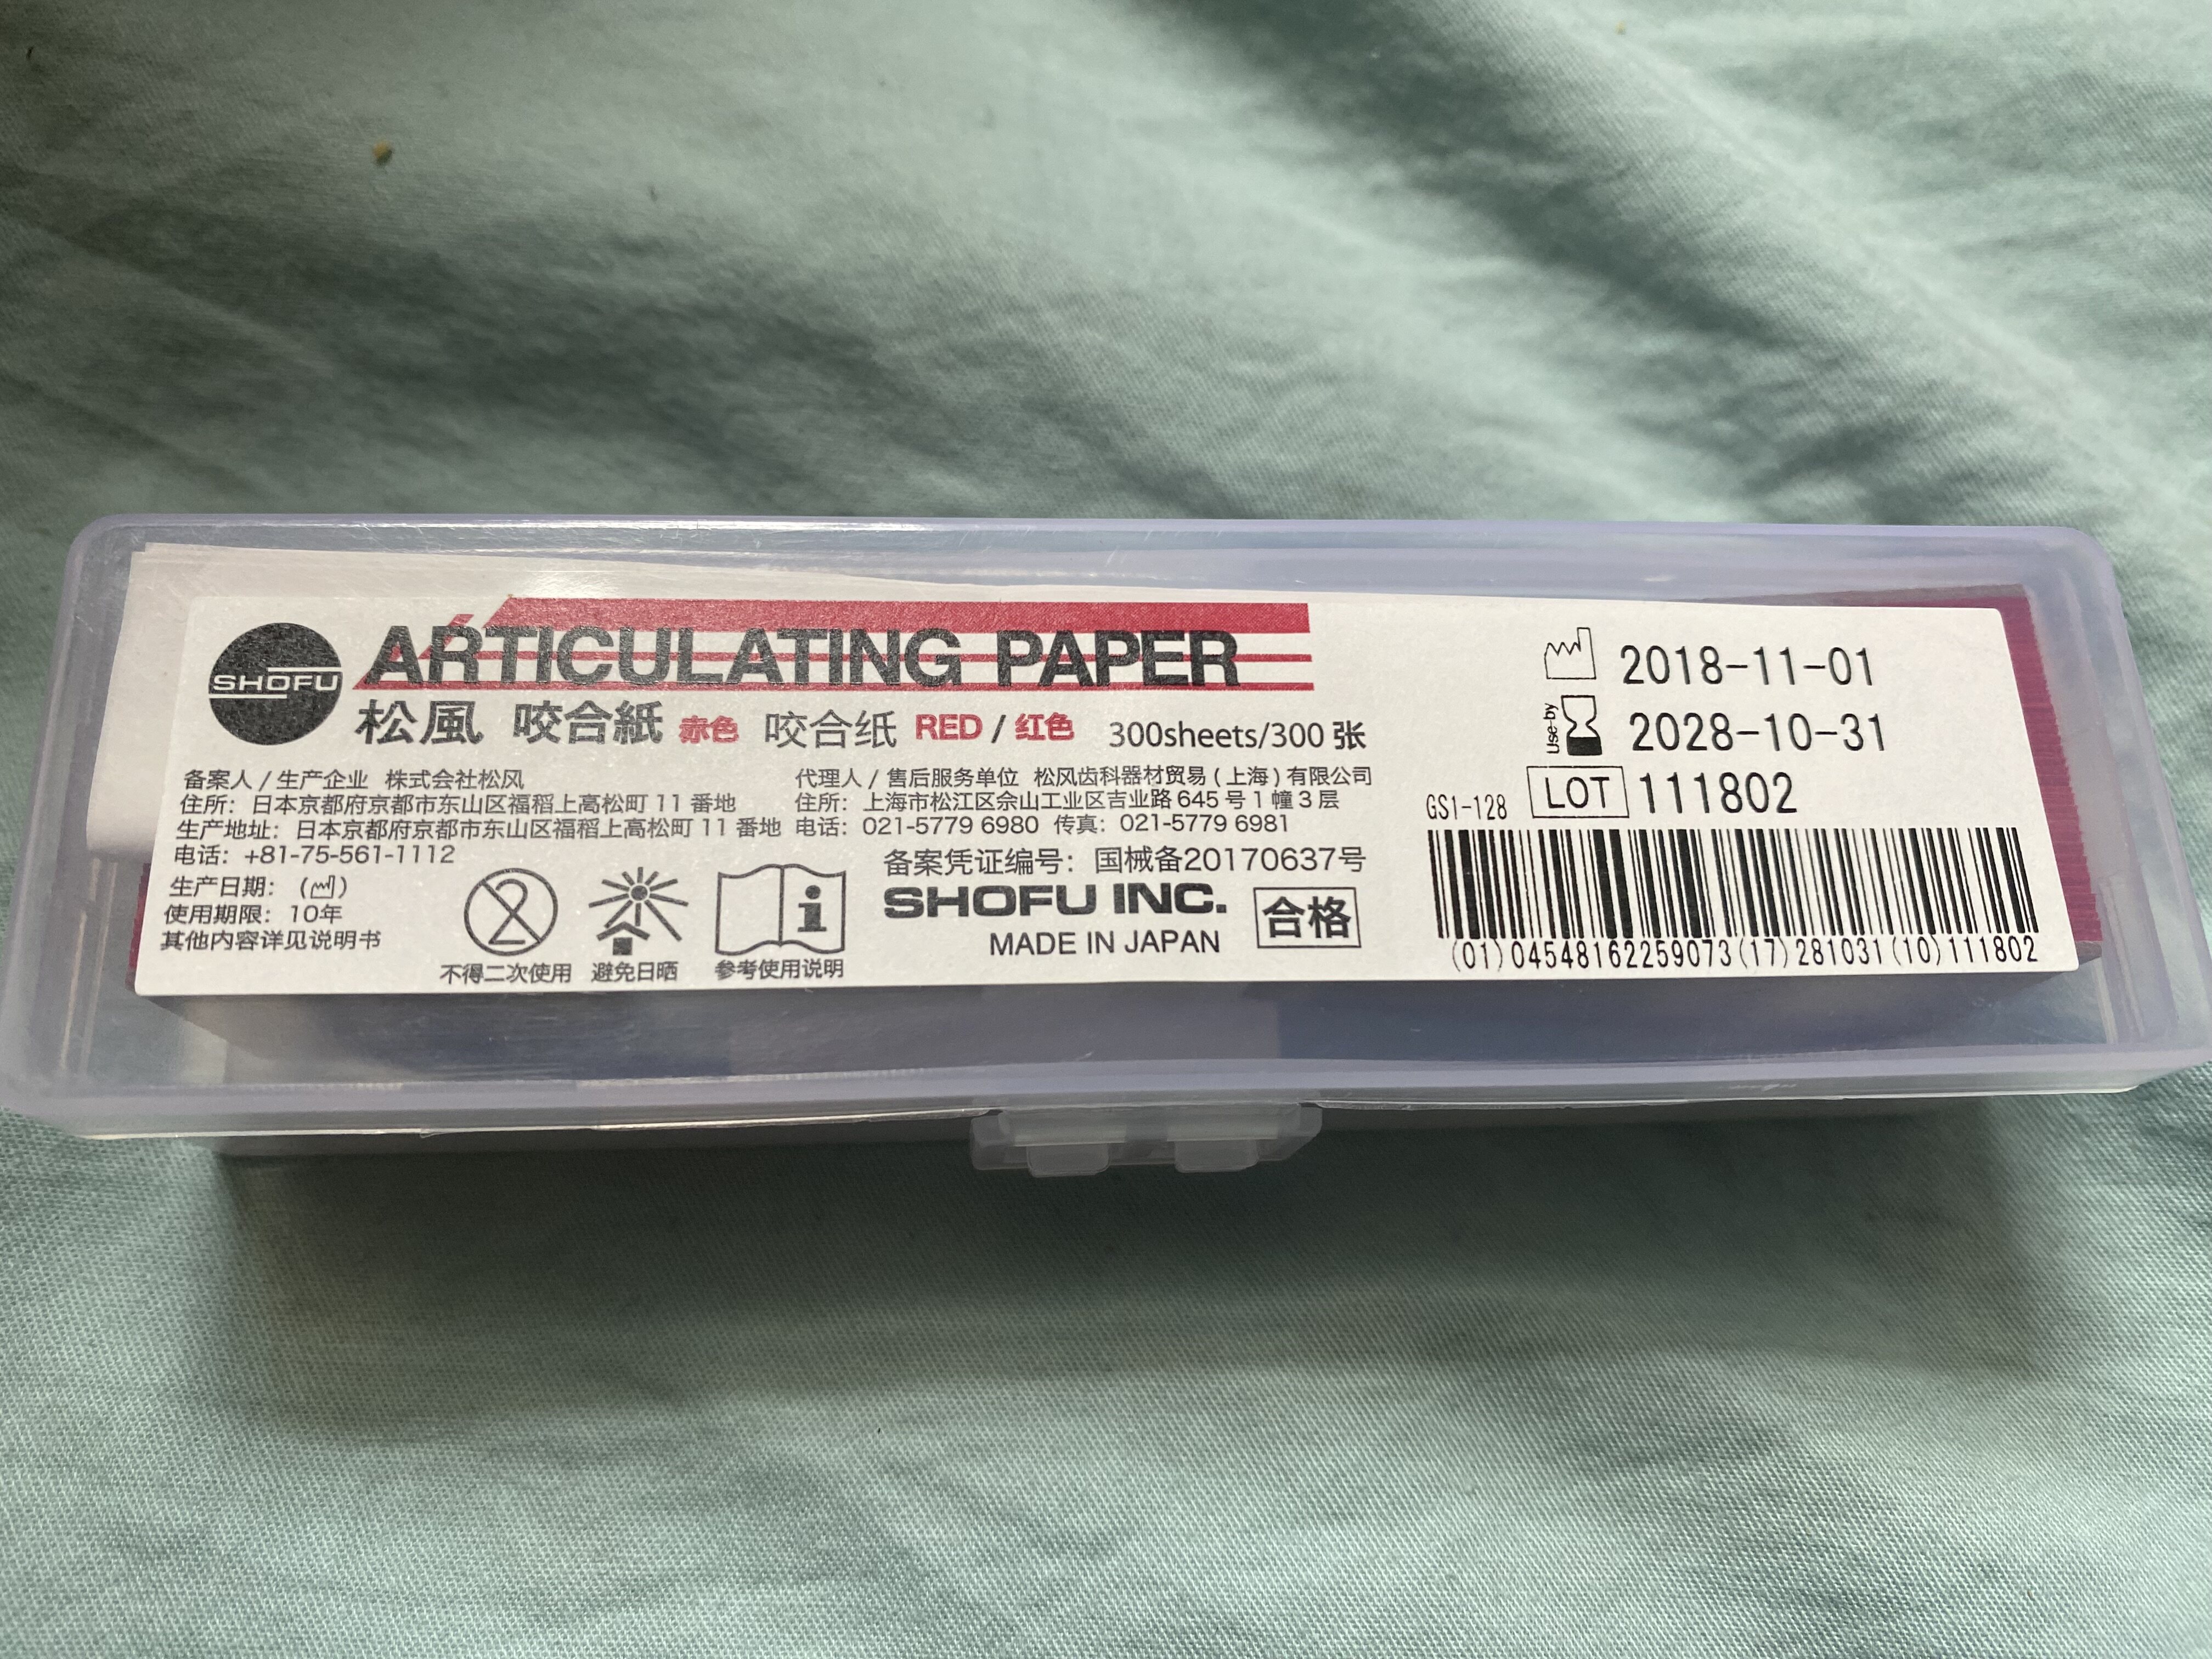 SHOFU
ARTICULATING PAPER
松風 咬合紙 赤色 咬合纸 RED / 红色 300sheets/300 张
备案人 / 生产企业 株式会社松风
住所：日本京都府京都市东山区福稻上高松町 11 番地
生产地址：日本京都府京都市东山区福稻上高松町 11 番地
电话：+81-75-561-1112
生产日期：
使用期限：10年
其他内容详见说明书
代理人 / 售后服务单位 松风齿科器材贸易 ( 上海 ) 有限公司
住所：上海市松江区佘山工业区吉业路 645 号 1 幢 3 层
电话：021-5779 6980 传真：021-5779 6981
备案凭证编号：国械备20170637号
2
不得二次使用
避免日晒
i
参考使用说明
SHOFU INC.
MADE IN JAPAN
合格
2018-11-01
Use-by
2028-10-31
LOT 111802
GS1-128
(01)04548162259073(17)281031(10)111802